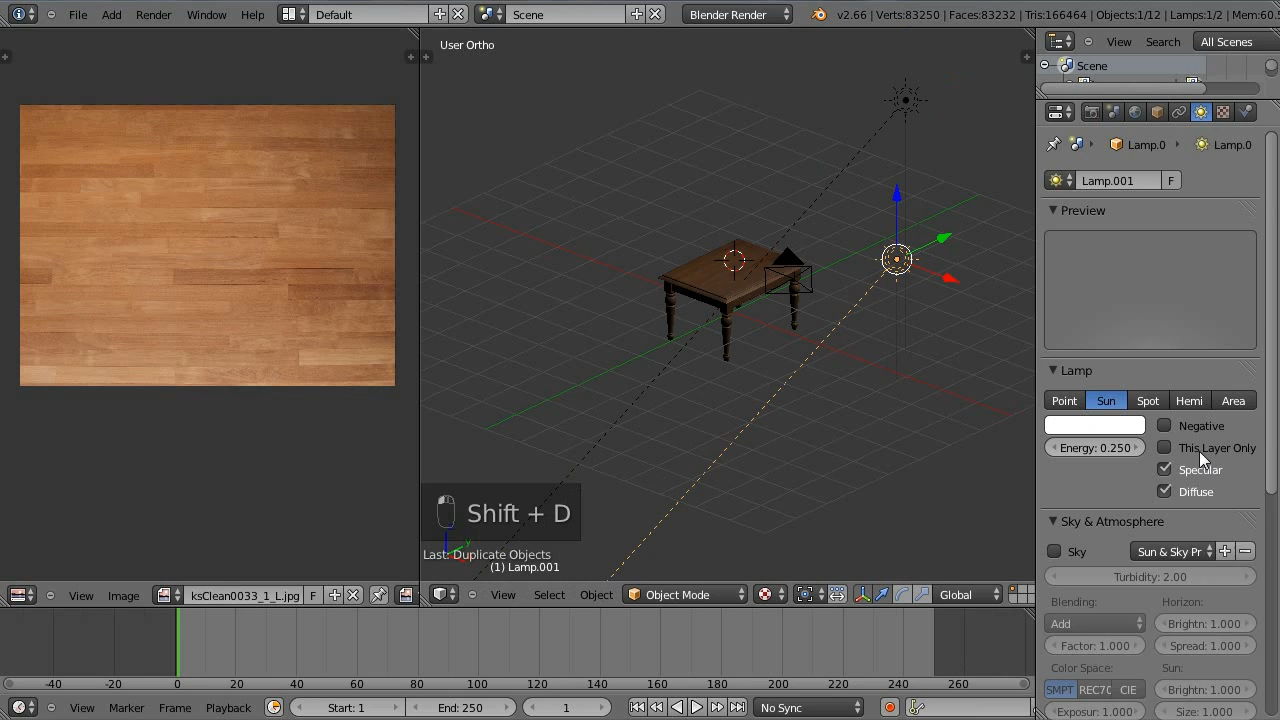 File Add Render Window Help Default Scene Blender Render v2.66 | Verts:83250 | Faces:83232 | Tris:166464 | Objects:1/12 | Lamps:1/2 | Mem:60.
User Ortho
View Search All Scenes
Scene
Lamp.0 Lamp.0
Lamp.001 F
Preview
Lamp
Point Sun Spot Hemi Area
Negative
Energy: 0.250 This Layer Only
Specular
Diffuse
Shift + D
Last: Duplicate Objects
(1) Lamp.001
Sky & Atmosphere
Sky Sun & Sky Pr
Turbidity: 2.00
Blending: Horizon:
Add Brightn: 1.000
Factor: 1.000 Spread: 1.000
Color Space: Sun:
SMPT REC70 CIE Brightn: 1.000
Exposur: 1.000 Size: 1.000
View Image ksClean0033_1_L.jpg F
View Select Object Object Mode Global
-40 -20 0 20 40 60 80 100 120 140 160 180 200 220 240 260
View Marker Frame Playback Start: 1 End: 250 1 No Sync